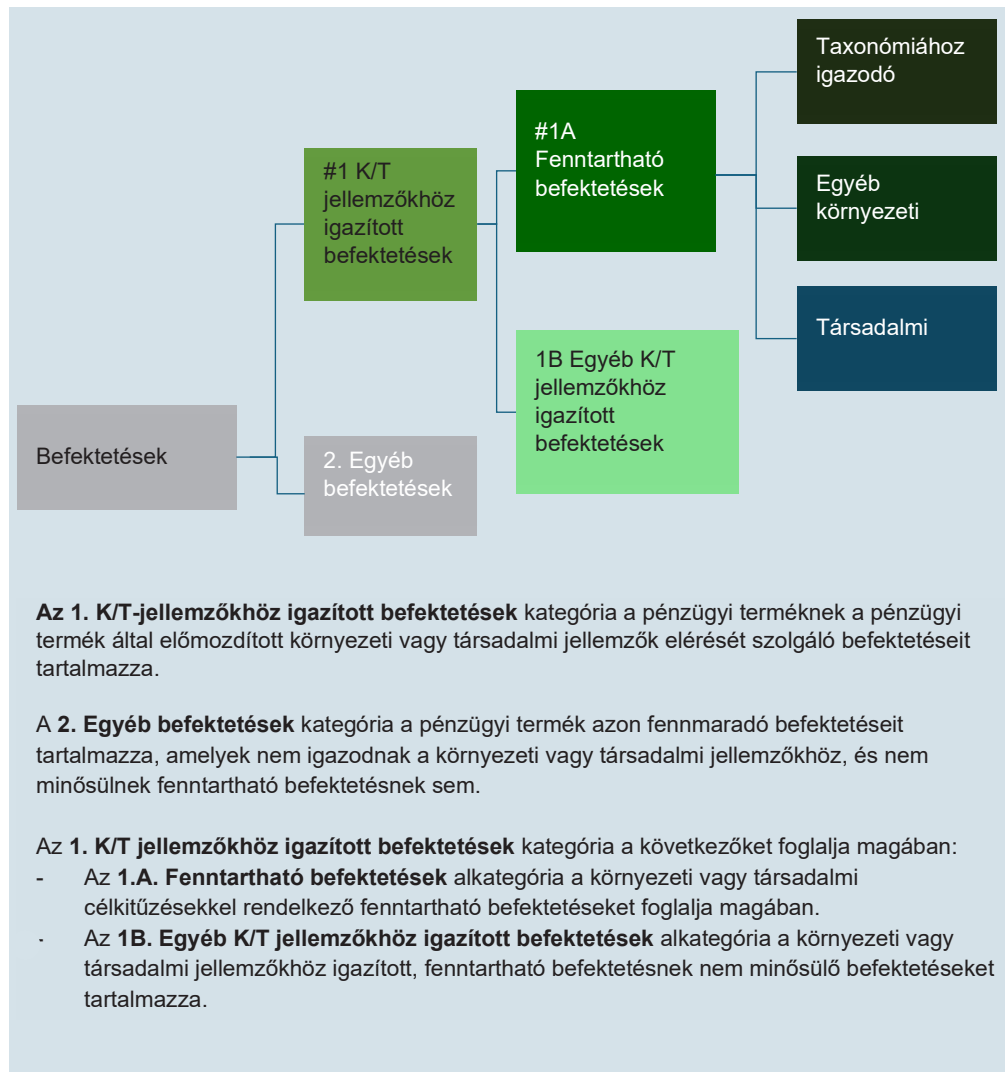 Taxonómiához
igazodó
#1A
Fenntartható
befektetések
#1 K/T
jellemzőkhöz
igazított
befektetések
Egyéb
környezeti
Társadalmi
1B Egyéb K/T
jellemzőkhöz
igazított
befektetések
Befektetések
2. Egyéb
befektetések
Az 1. K/T-jellemzőkhöz igazított befektetések kategória a pénzügyi terméknek a pénzügyi
termék által előmozdított környezeti vagy társadalmi jellemzők elérését szolgáló befektetéseit
tartalmazza.
A 2. Egyéb befektetések kategória a pénzügyi termék azon fennmaradó befektetéseit
tartalmazza, amelyek nem igazodnak a környezeti vagy társadalmi jellemzőkhöz, és nem
minősülnek fenntartható befektetésnek sem.
Az 1. K/T jellemzőkhöz igazított befektetések kategória a következőket foglalja magában:
- Az 1.A. Fenntartható befektetések alkategória a környezeti vagy társadalmi
célkitűzésekkel rendelkező fenntartható befektetéseket foglalja magában.
- Az 1B. Egyéb K/T jellemzőkhöz igazított befektetések alkategória a környezeti vagy
társadalmi jellemzőkhöz igazított, fenntartható befektetésnek nem minősülő befektetéseket
tartalmazza.